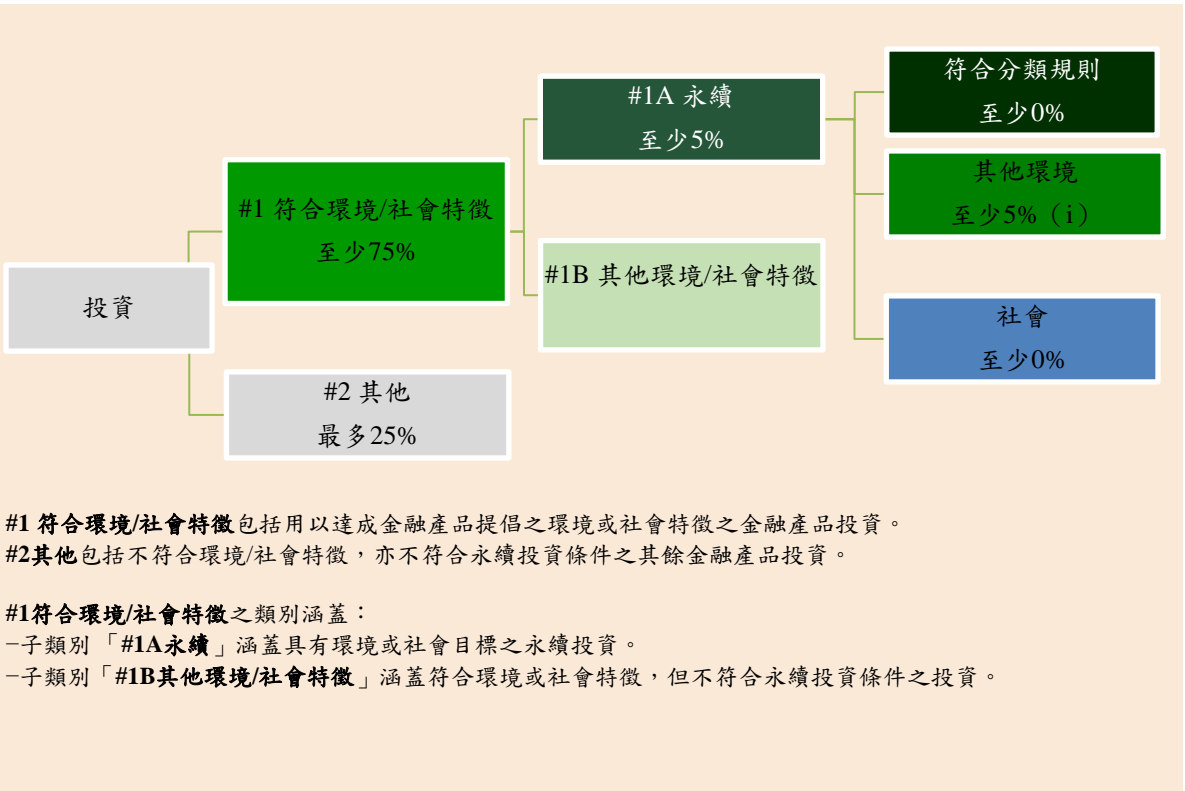 投資
#1 符合環境/社會特徵
至少75%
#2 其他
最多25%
#1A 永續
至少5%
#1B 其他環境/社會特徵
符合分類規則
至少0%
其他環境
至少5%（i）
社會
至少0%
#1 符合環境/社會特徵包括用以達成金融產品提倡之環境或社會特徵之金融產品投資。
#2其他包括不符合環境/社會特徵，亦不符合永續投資條件之其餘金融產品投資。
#1符合環境/社會特徵之類別涵蓋：
−子類別「#1A永續」涵蓋具有環境或社會目標之永續投資。
−子類別「#1B其他環境/社會特徵」涵蓋符合環境或社會特徵，但不符合永續投資條件之投資。